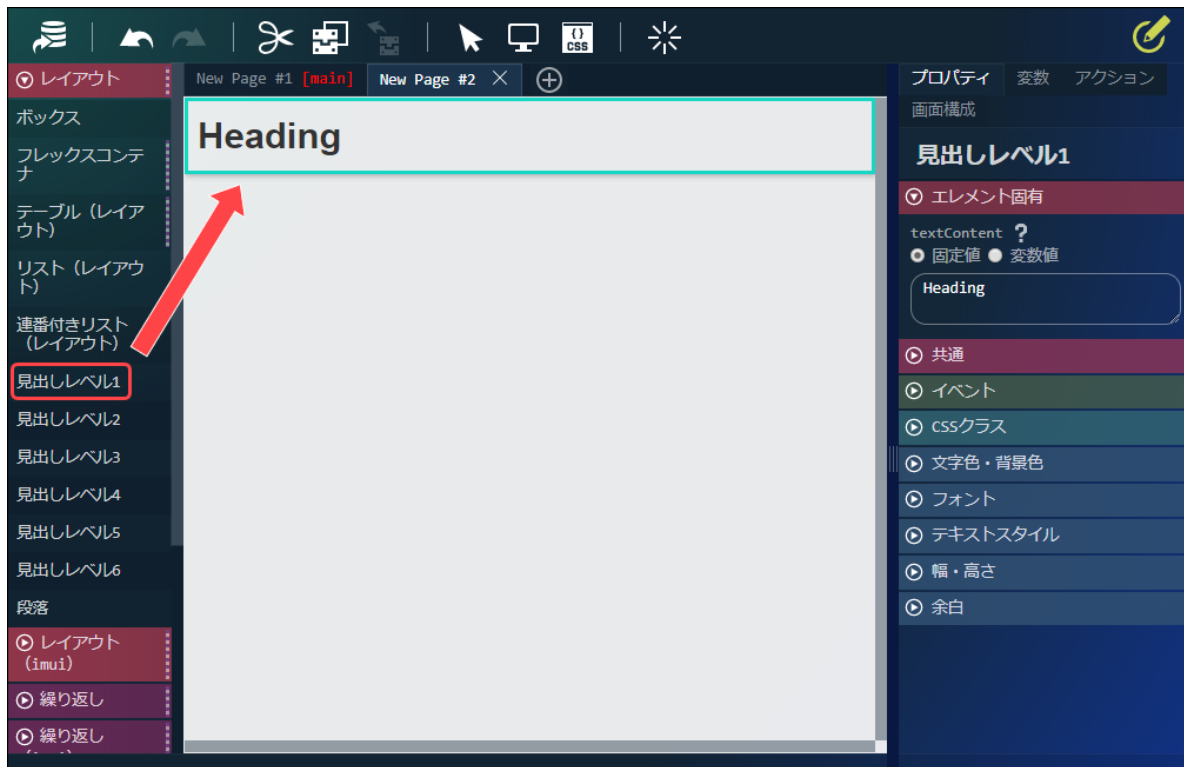 {}
CSS
レイアウト
New Page #1 [main]
New Page #2
プロパティ
変数
アクション
画面構成
ボックス
フレックスコンテ
ナ
テーブル（レイア
ウト）
リスト（レイアウ
ト）
連番付きリスト
（レイアウト）
見出しレベル1
見出しレベル2
見出しレベル3
見出しレベル4
見出しレベル5
見出しレベル6
段落
レイアウト
（imui）
繰り返し
繰り返し
Heading
見出しレベル1
エレメント固有
textContent ?
固定値 変数値
Heading
共通
イベント
CSSクラス
文字色・背景色
フォント
テキストスタイル
幅・高さ
余白